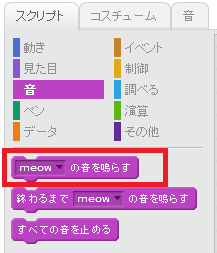 スクリプト コスチューム 音
動き イベント
見た目 制御
音 調べる
ペン 演算
データ その他
meow の音を鳴らす
終わるまで meow の音を鳴らす
すべての音を止める